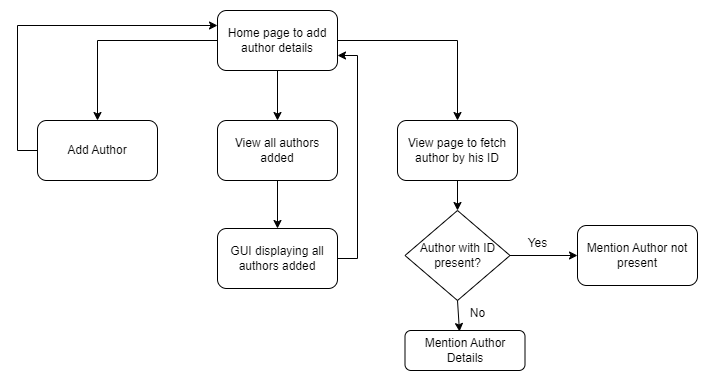 Home page to add
author details
Add Author
View all authors
added
View page to fetch
author by his ID
GUI displaying all
authors added
Author with ID
present?
Yes
Mention Author not
present
No
Mention Author
Details